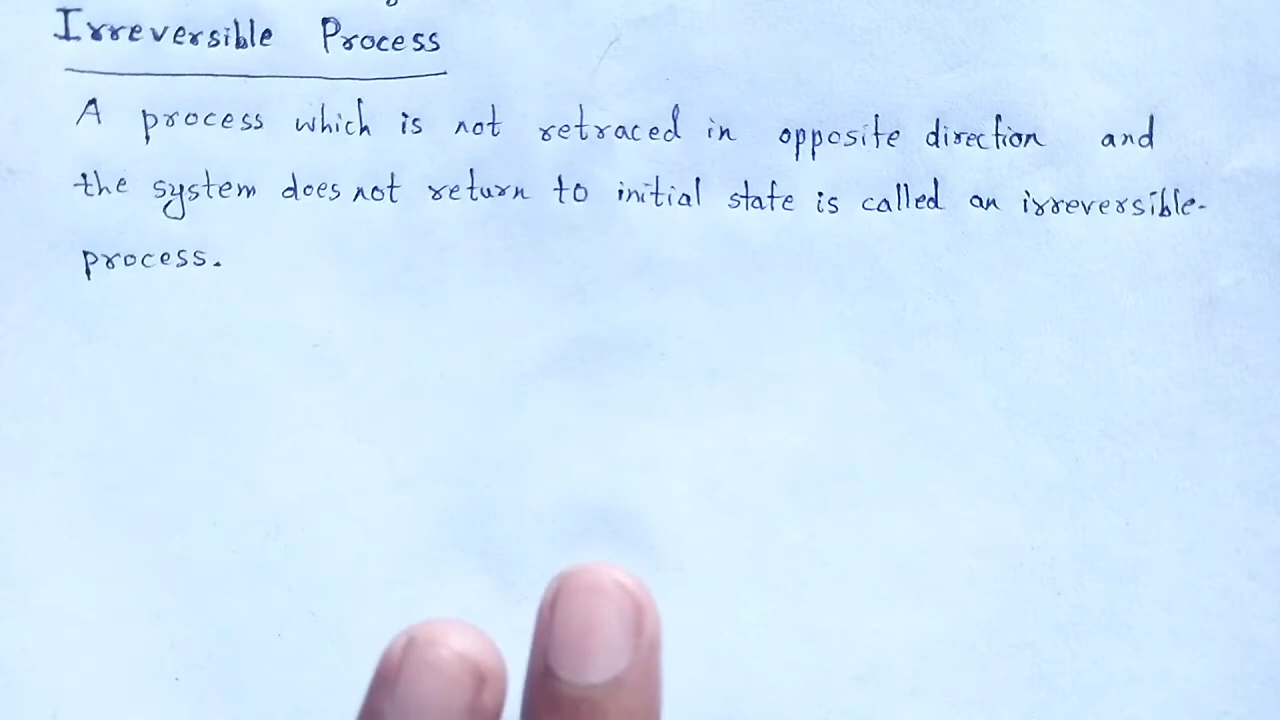 Irreversible Process
A process which is not retraced in opposite direction and
the system does not return to initial state is called an irreversible-
process.